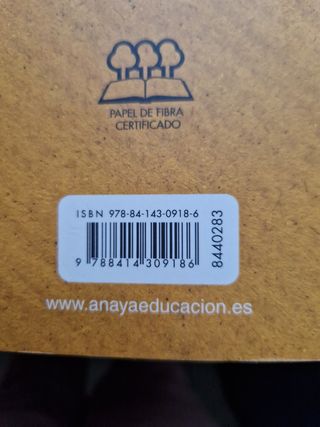 PAPEL DE FIBRA
CERTIFICADO
ISBN 978-84-143-0918-6
9 788414 309186
8440283
www.anayaeducacion.es